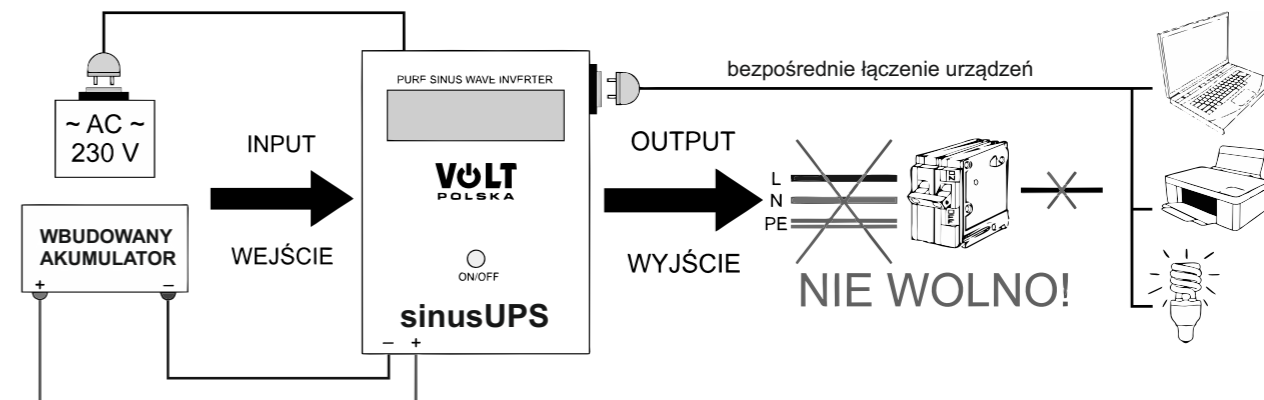 ~ AC ~
230 V
WBUDOWANY
AKUMULATOR
+ –
INPUT
WEJŚCIE
PURE SINUS WAVE INVERTER
VOLT
POLSKA
ON/OFF
sinusUPS
– +
bezpośrednie łączenie urządzeń
OUTPUT
WYJŚCIE
L
N
PE
NIE WOLNO!